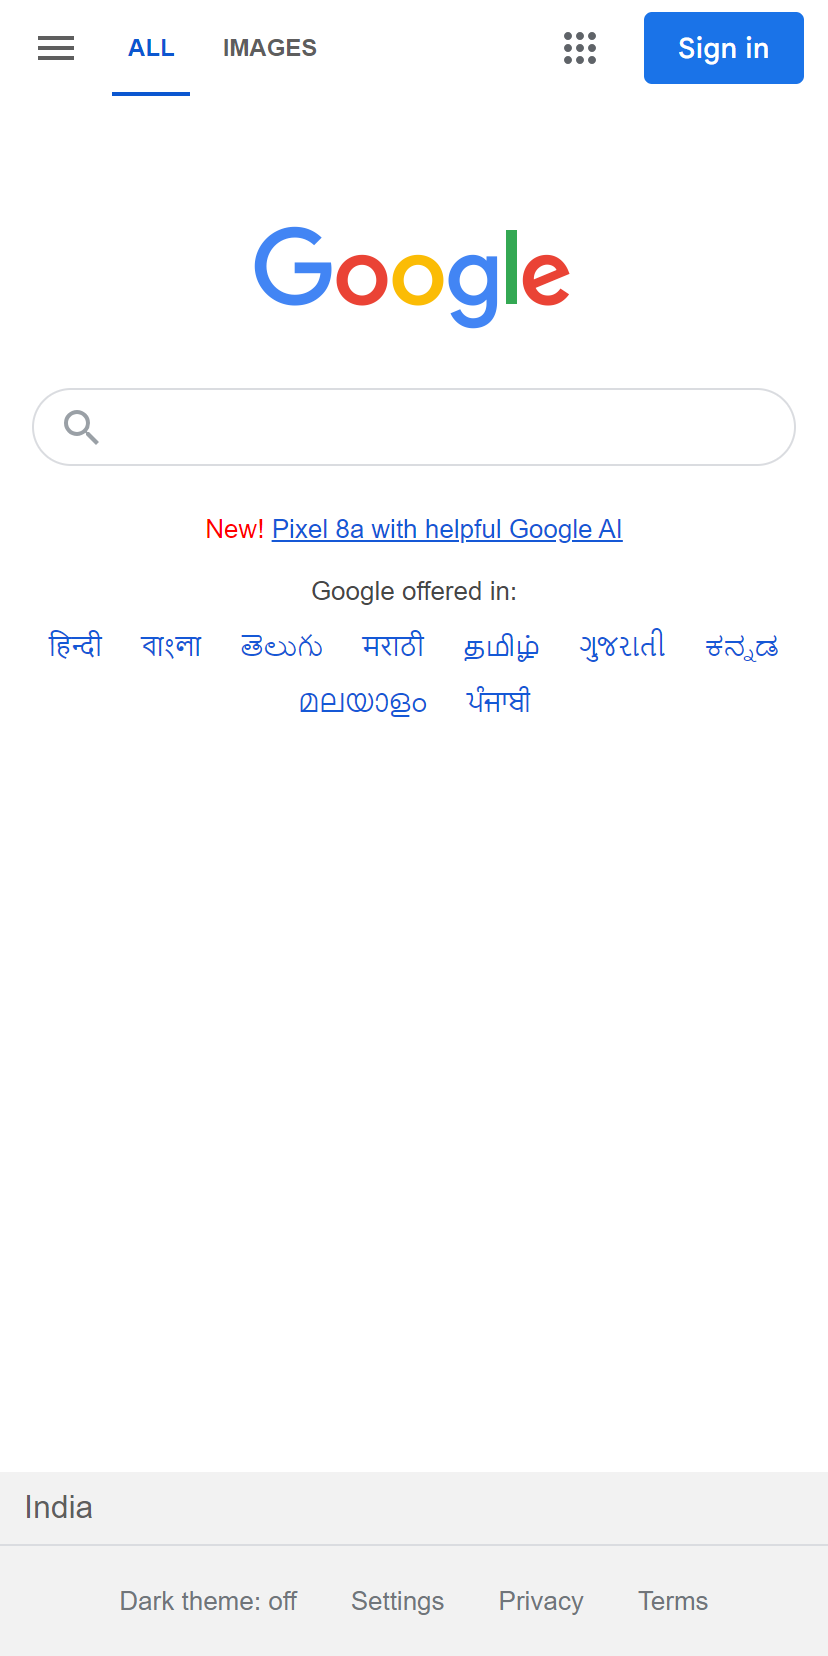 ALL IMAGES Sign in
Google
New! Pixel 8a with helpful Google AI
Google offered in:
हिन्दी বাংলা తెలుగు मराठी தமிழ் ગુજરાતી ಕನ್ನಡ
മലയാളം ਪੰਜਾਬੀ
India
Dark theme: off Settings Privacy Terms